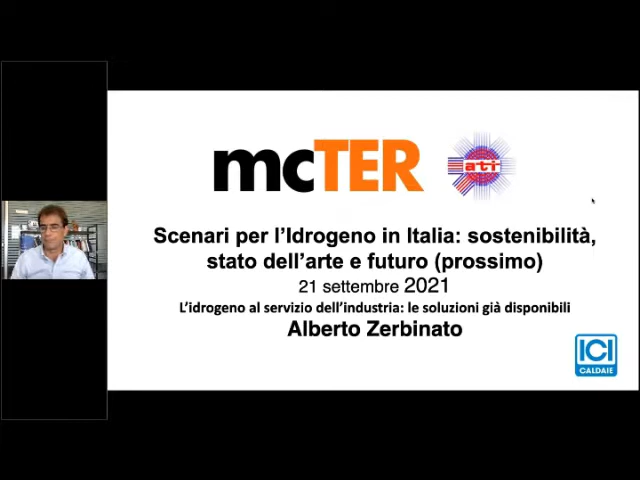 mcTER
ati
Scenari per l'Idrogeno in Italia: sostenibilità,
stato dell'arte e futuro (prossimo)
21 settembre 2021
L'idrogeno al servizio dell'industria: le soluzioni già disponibili
Alberto Zerbinato
ICI
CALDAIE